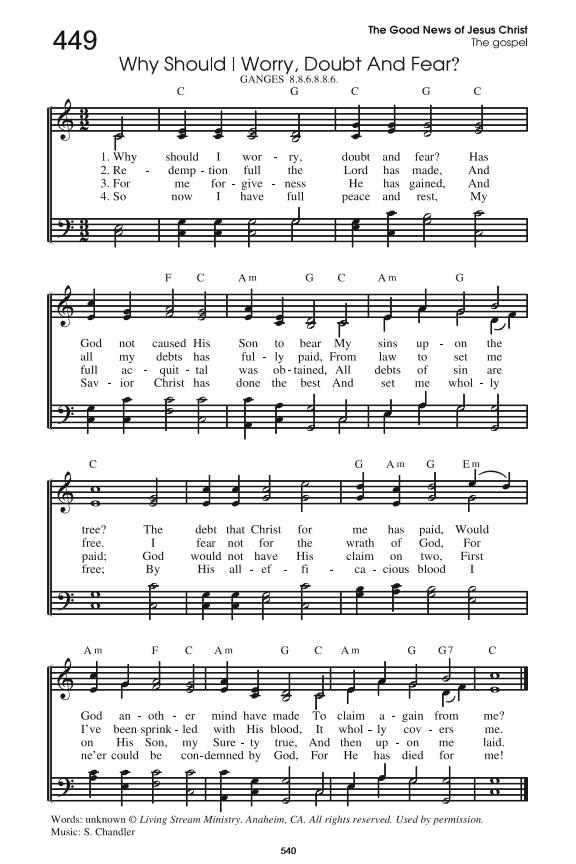 449
The Good News of Jesus Christ
The gospel
Why Should I Worry, Doubt And Fear?
GANGES 8.8.6.8.8.6.
C G C G C
1. Why should I wor - ry, doubt and fear? Has
2. Re - demp - tion full the Lord has made, And
3. For me for - give - ness He has gained, And
4. So now I have full peace and rest, My
F C Am G C Am G
God not caused His Son to bear My sins up - on the
all my debts has ful - ly paid, From law to set me
full ac - quit - tal was ob - tained, All debts of sin are
Sav - ior Christ has done the best And set me whol - ly
C G Am G Em
tree? The debt that Christ for me has paid, Would
free. I fear not for the wrath of God, For
paid; God would not have His claim on two, First
free; By His all - ef - fi - ca - cious blood I
Am F C Am G C Am G G7 C
God an - oth - er mind have made To claim a - gain from me?
I've been sprink - led with His blood, It whol - ly cov - ers me.
on His Son, my Sure - ty true, And then up - on me laid.
ne'er could be con - demned by God, For He has died for me!
Words: unknown © Living Stream Ministry. Anaheim, CA. All rights reserved. Used by permission.
Music: S. Chandler
540